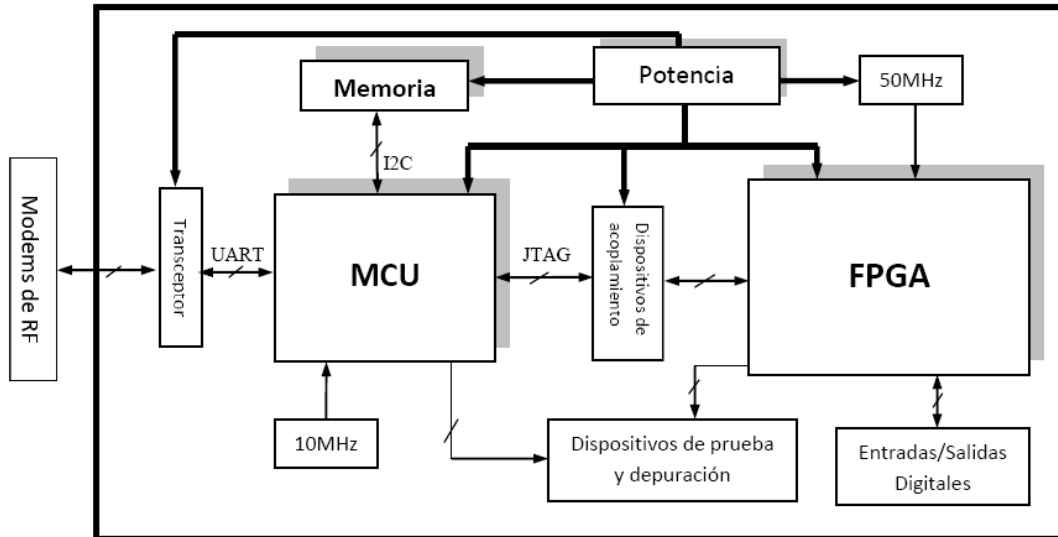 Potencia
Memoria
50MHz
I2C
Modems de RF
Transceptor
UART
MCU
JTAG
Dispositivos de
acoplamiento
FPGA
10MHz
Dispositivos de prueba
y depuración
Entradas/Salidas
Digitales